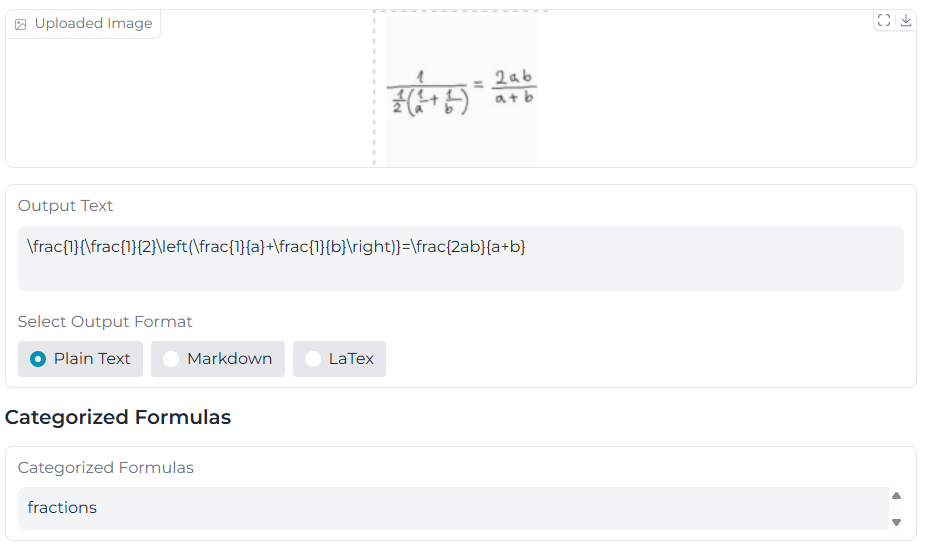 Uploaded Image
\frac{1}{\frac{1}{2}\left(\frac{1}{a}+\frac{1}{b}\right)}=\frac{2ab}{a+b}
Output Text
\frac{1}{\frac{1}{2}\left(\frac{1}{a}+\frac{1}{b}\right)}=\frac{2ab}{a+b}
Select Output Format
Plain Text Markdown LaTex
Categorized Formulas
Categorized Formulas
fractions